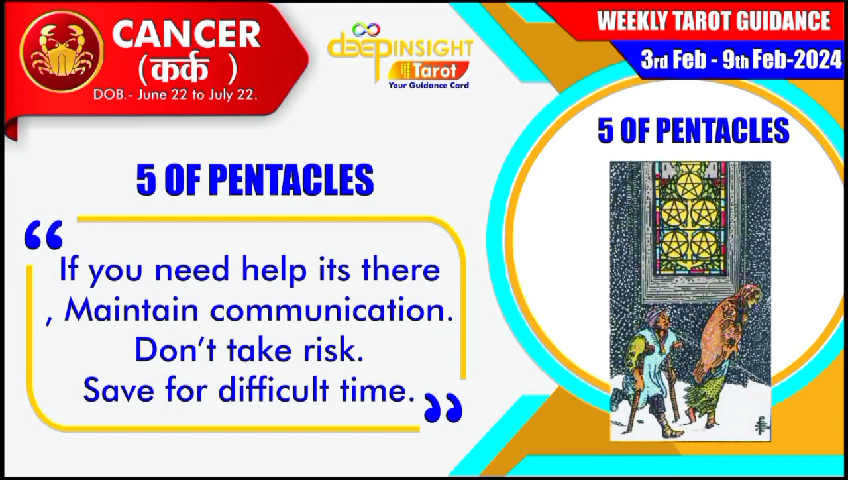 CANCER
(कर्क )
DOB.- June 22 to July 22.
deepINSIGHT
Tarot
Your Guidance Card
WEEKLY TAROT GUIDANCE
3rd Feb - 9th Feb-2024
5 OF PENTACLES
“
If you need help its there
, Maintain communication.
Don’t take risk.
Save for difficult time.
”
5 OF PENTACLES